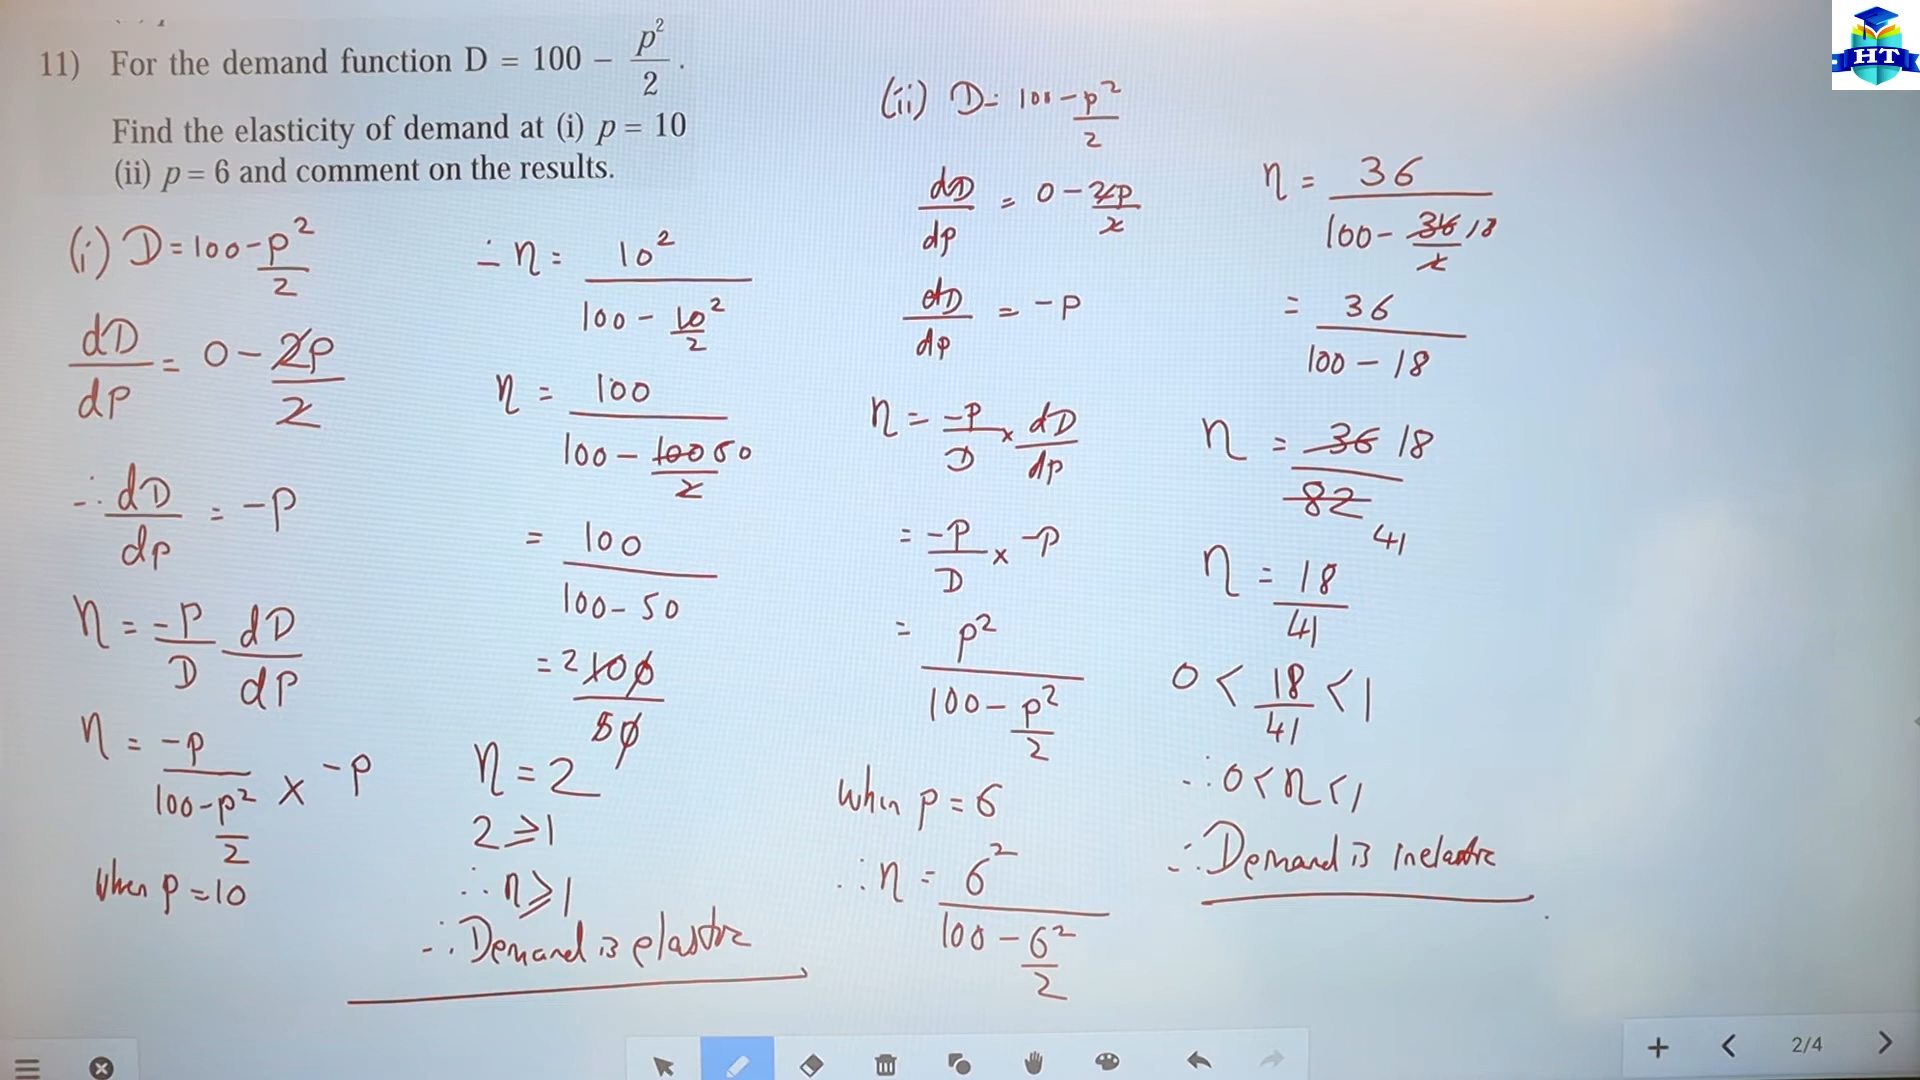 11) For the demand function D = 100 − p²/2.
Find the elasticity of demand at (i) p = 10
(ii) p = 6 and comment on the results.
(i) D = 100 - p²/2
dD/dp = 0 - 2p/2
∴ dD/dp = -p
η = -p/D dD/dp
η = -p/(100 - p²/2) × -p
When p = 10
∴ η = 10²/(100 - 10²/2)
η = 100/(100 - 100/2) 50
= 100/(100 - 50)
= 2 100/50
η = 2
2 ⩾ 1
∴ η ⩾ 1
∴ Demand is elastic
(ii) D = 100 - p²/2
dD/dp = 0 - 2p/2
dD/dp = -p
η = -p/D × dD/dp
= -p/D × -p
= p²/(100 - p²/2)
When p = 6
∴ η = 6²/(100 - 6²/2)
η = 36/(100 - 36/2) 18
= 36/(100 - 18)
η = 36/82 18 41
η = 18/41
0 < 18/41 < 1
∴ 0 < η < 1
∴ Demand is inelastic
HT
2/4